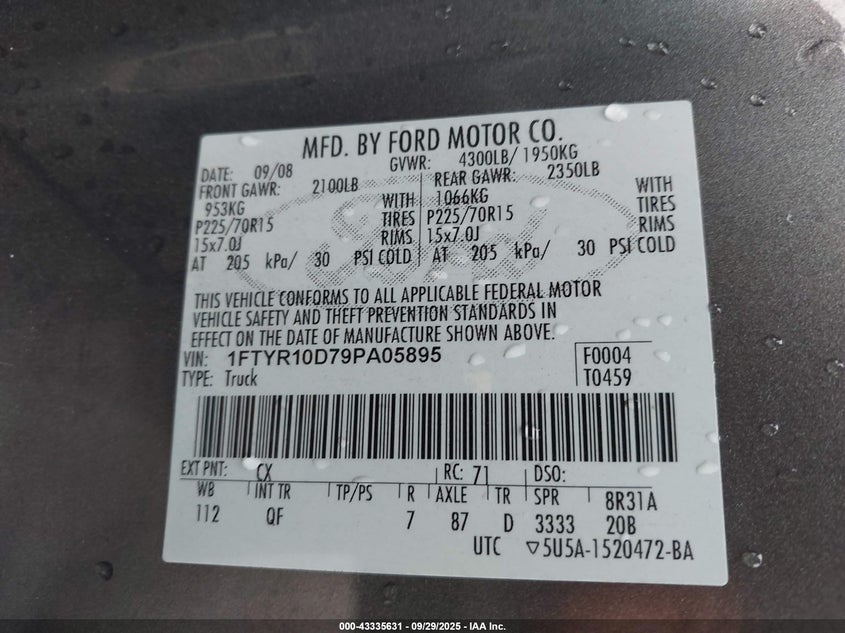 MFD. BY FORD MOTOR CO.
DATE: 09/08 GVWR: 4300LB/ 1950KG
FRONT GAWR: 2100LB REAR GAWR: 2350LB
953KG WITH 1066KG WITH
P225/70R15 TIRES P225/70R15 TIRES
15x7.0J RIMS 15x7.0J RIMS
AT 205 kPa/ 30 PSI COLD AT 205 kPa/ 30 PSI COLD
THIS VEHICLE CONFORMS TO ALL APPLICABLE FEDERAL MOTOR
VEHICLE SAFETY AND THEFT PREVENTION STANDARDS IN
EFFECT ON THE DATE OF MANUFACTURE SHOWN ABOVE.
VIN: 1FTYR10D79PA05895 F0004
TYPE: Truck T0459
EXT PNT: CX RC: 71 DSO:
WB INT TR TP/PS R AXLE TR SPR 8R31A
112 QF 7 87 D 3333 20B
UTC ▽5U5A-1520472-BA
000-43335631 - 09/29/2025 - IAA Inc.